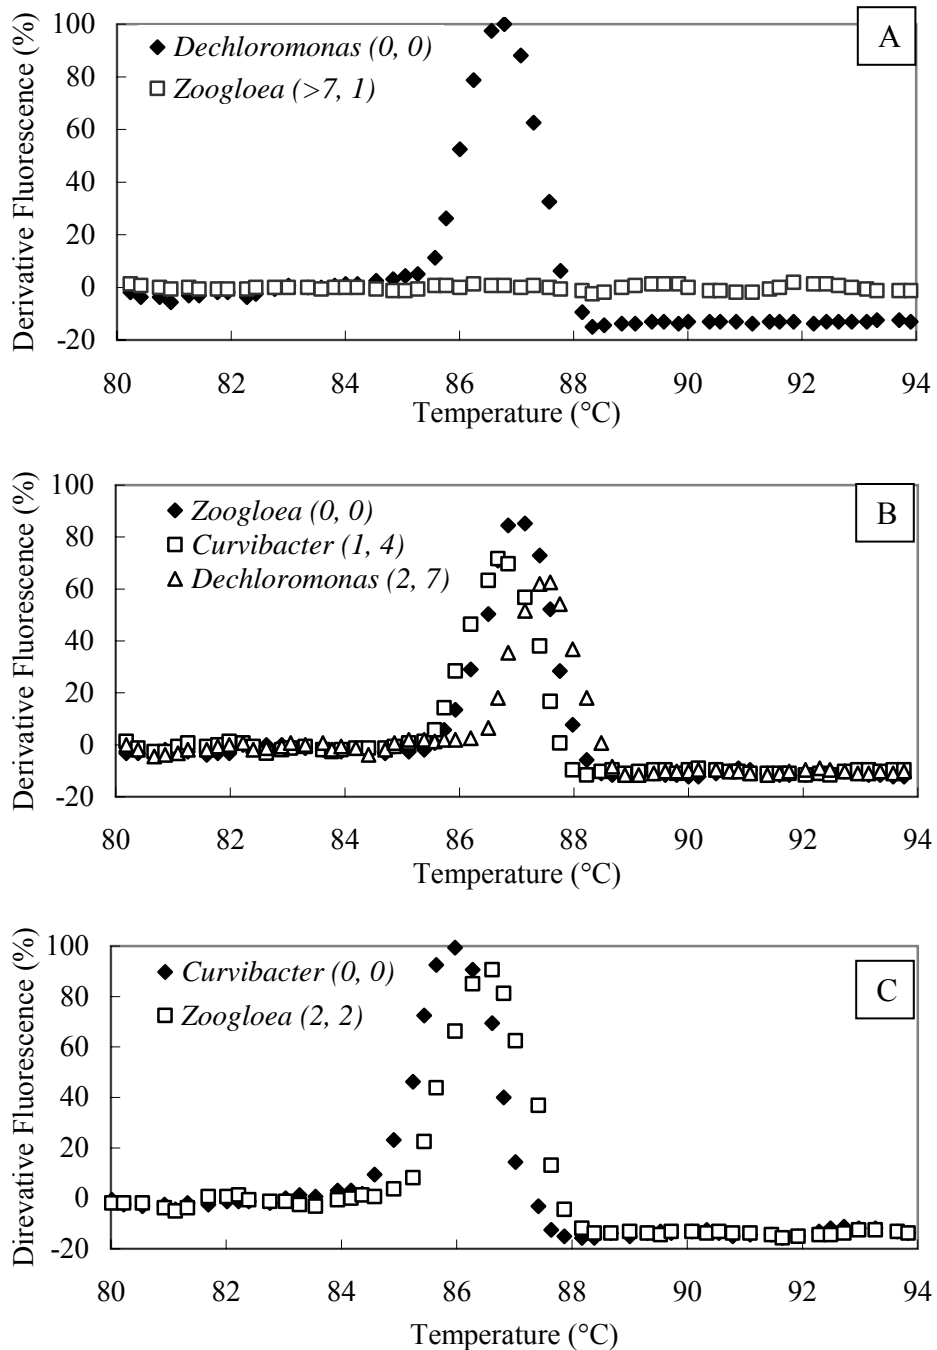 Derivative Fluorescence (%)
100
80
60
40
20
0
-20
Dechloromonas (0, 0)
Zoogloea (>7, 1)
A
80 82 84 86 88 90 92 94
Temperature (°C)
Derivative Fluorescence (%)
100
80
60
40
20
0
-20
Zoogloea (0, 0)
Curvibacter (1, 4)
Dechloromonas (2, 7)
B
80 82 84 86 88 90 92 94
Temperature (°C)
Direvative Fluorescence (%)
100
80
60
40
20
0
-20
Curvibacter (0, 0)
Zoogloea (2, 2)
C
80 82 84 86 88 90 92 94
Temperature (°C)